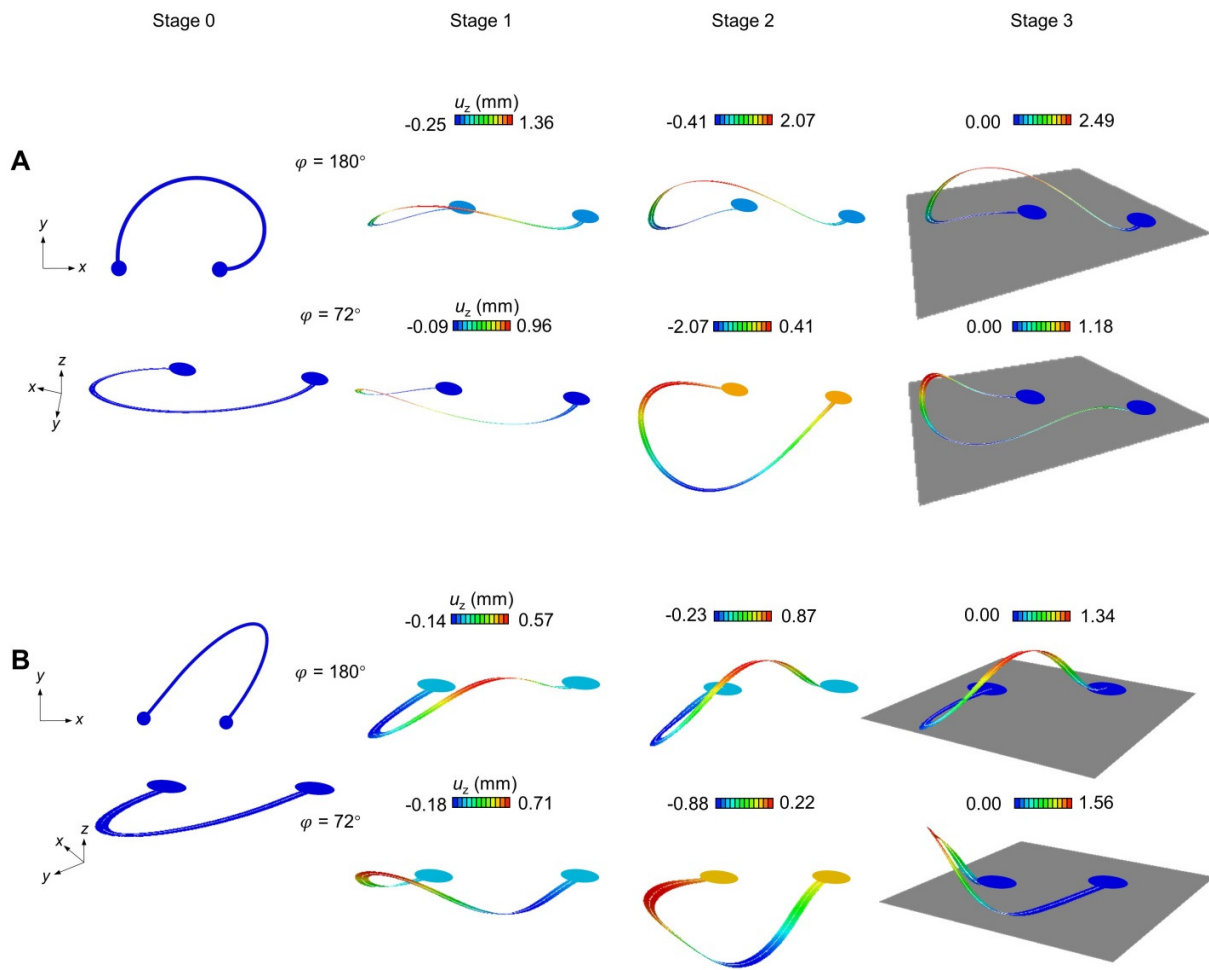 Stage 0 Stage 1 Stage 2 Stage 3
u_z (mm)
-0.25 1.36 -0.41 2.07 0.00 2.49
A
φ = 180°
y
x
φ = 72°
u_z (mm)
-0.09 0.96 -2.07 0.41 0.00 1.18
z
x
y
u_z (mm)
-0.14 0.57 -0.23 0.87 0.00 1.34
B
φ = 180°
y
x
u_z (mm)
-0.18 0.71 -0.88 0.22 0.00 1.56
φ = 72°
z
x
y